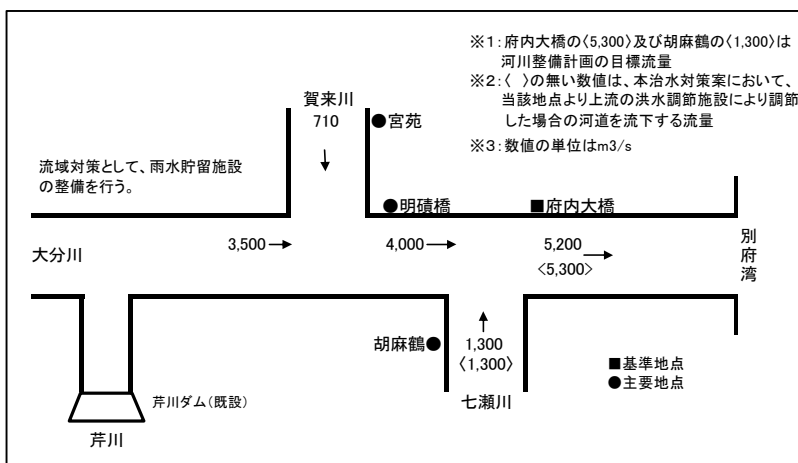 ※1：府内大橋の〈5,300〉及び胡麻鶴の〈1,300〉は
河川整備計画の目標流量
※2：〈　〉の無い数値は、本治水対策案において、
当該地点より上流の洪水調節施設により調節
した場合の河道を流下する流量
※3：数値の単位はm3/s
賀来川
710
●宮苑
↓
流域対策として、雨水貯留施設
の整備を行う。
●明磧橋
■府内大橋
大分川
3,500→
4,000→
5,200
〈5,300〉
→
別府湾
胡麻鶴●
↑
1,300
〈1,300〉
七瀬川
■基準地点
●主要地点
芹川ダム（既設）
芹川